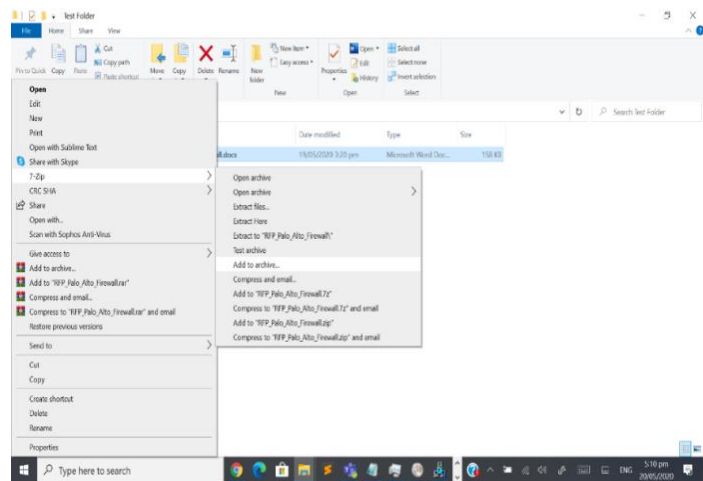 Test Folder
File Home Share View
Pin to Quick Copy Paste Cut Copy path Paste shortcut Move Copy Delete Rename New folder New item Easy access Properties Open Edit History Select all Select none Invert selection
New Open Select
Search Test Folder
Date modified Type Size
ll.docx 19/05/2020 3:20 pm Microsoft Word Doc... 158 KB
Open
Edit
New
Print
Open with Sublime Text
Share with Skype
7-Zip
CRC SHA
Share
Open with...
Scan with Sophos Anti-Virus
Give access to
Add to archive...
Add to "RFP_Palo_Alto_Firewall.rar"
Compress and email...
Compress to "RFP_Palo_Alto_Firewall.rar" and email
Restore previous versions
Send to
Cut
Copy
Create shortcut
Delete
Rename
Properties
Open archive
Open archive
Extract files...
Extract Here
Extract to "RFP_Palo_Alto_Firewall\"
Test archive
Add to archive...
Compress and email...
Add to "RFP_Palo_Alto_Firewall.7z"
Compress to "RFP_Palo_Alto_Firewall.7z" and email
Add to "RFP_Palo_Alto_Firewall.zip"
Compress to "RFP_Palo_Alto_Firewall.zip" and email
Type here to search
ENG
5:10 pm
20/05/2020